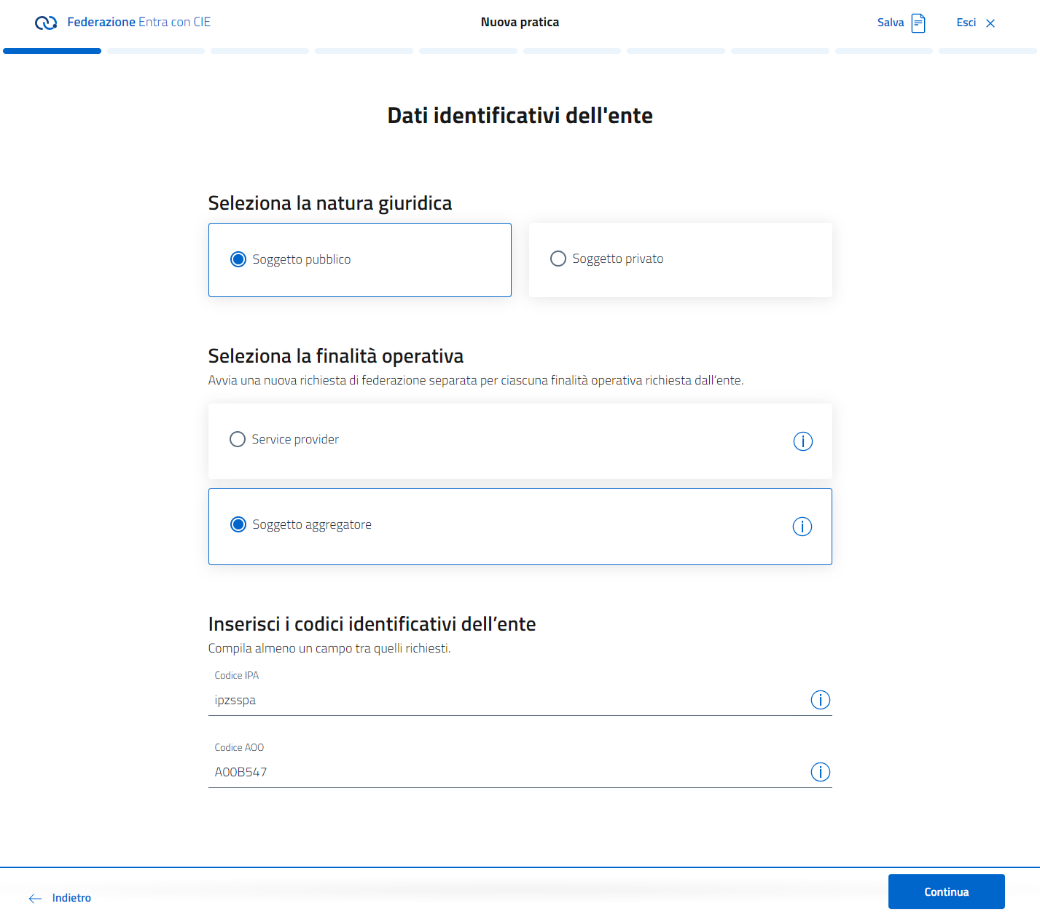 Federazione Entra con CIE
Nuova pratica
Salva
Esci
Dati identificativi dell'ente
Seleziona la natura giuridica
Soggetto pubblico
Soggetto privato
Seleziona la finalità operativa
Avvia una nuova richiesta di federazione separata per ciascuna finalità operativa richiesta dall’ente.
Service provider
Soggetto aggregatore
Inserisci i codici identificativi dell’ente
Compila almeno un campo tra quelli richiesti.
Codice IPA
ipzsspa
Codice AOO
A00B547
Indietro
Continua